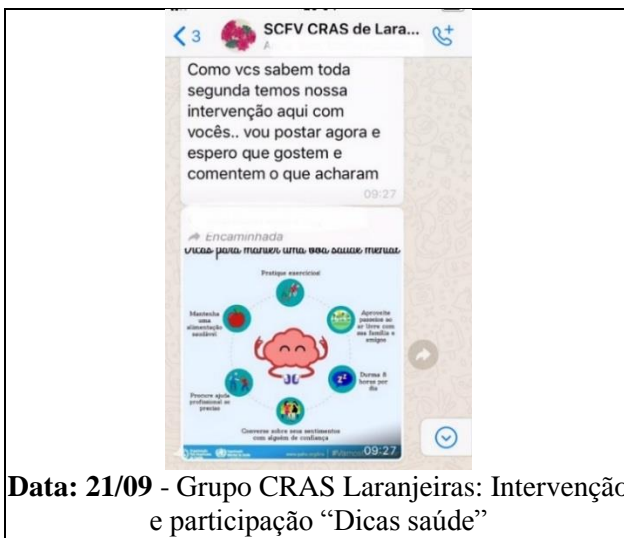 3
SCFV CRAS de Lara...
Como vcs sabem toda
segunda temos nossa
intervenção aqui com
vocês.. vou postar agora e
espero que gostem e
comentem o que acharam
09:27
Encaminhada
Dicas para manter uma boa saúde mental
Pratique exercícios!
Mantenha
uma
alimentação
saudável
Aproveite
passeios ao
ar livre com
sua família e
amigos
Durma 8
horas por
dia
Procure ajuda
profissional se
preciso
Converse sobre seus sentimentos
com alguém de confiança
09:27
Data: 21/09 - Grupo CRAS Laranjeiras: Intervenção
e participação “Dicas saúde”